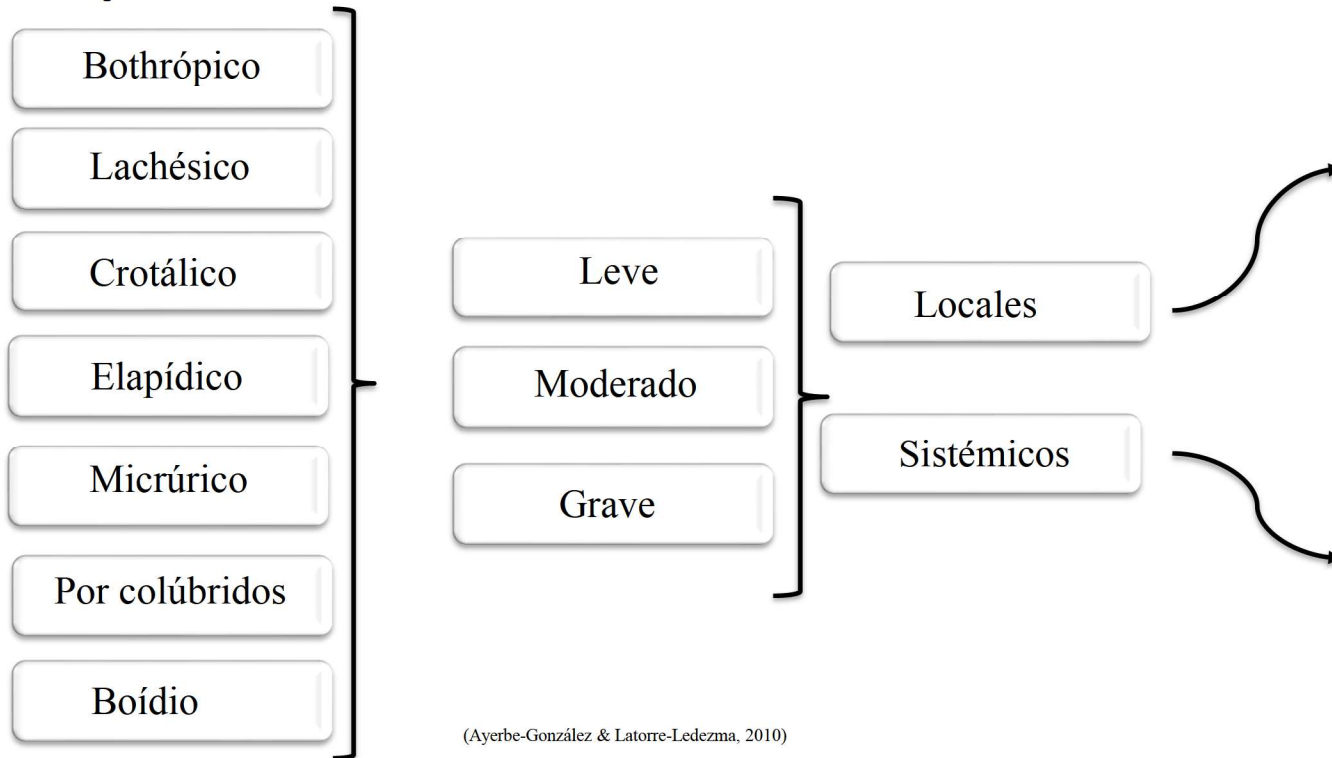 Bothrópico
Lachésico
Crotálico
Elapídico
Micrúrico
Por colúbridos
Boídio
Leve
Moderado
Grave
Locales
Sistémicos
(Ayerbe-González & Latorre-Ledezma, 2010)